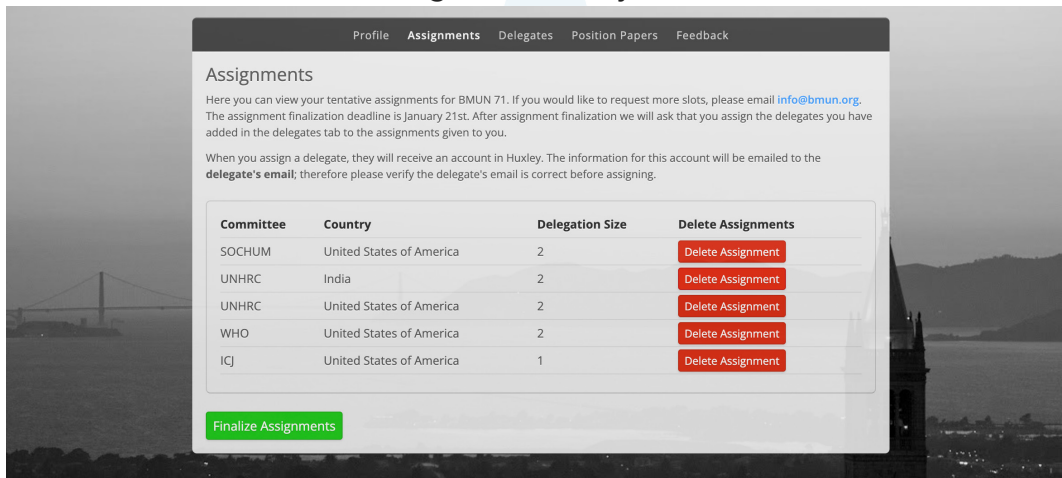 Profile Assignments Delegates Position Papers Feedback
Assignments
Here you can view your tentative assignments for BMUN 71. If you would like to request more slots, please email info@bmun.org.
The assignment finalization deadline is January 21st. After assignment finalization we will ask that you assign the delegates you have
added in the delegates tab to the assignments given to you.
When you assign a delegate, they will receive an account in Huxley. The information for this account will be emailed to the
delegate's email; therefore please verify the delegate's email is correct before assigning.
Committee Country Delegation Size Delete Assignments
SOCHUM United States of America 2 Delete Assignment
UNHRC India 2 Delete Assignment
UNHRC United States of America 2 Delete Assignment
WHO United States of America 2 Delete Assignment
ICJ United States of America 1 Delete Assignment
Finalize Assignments